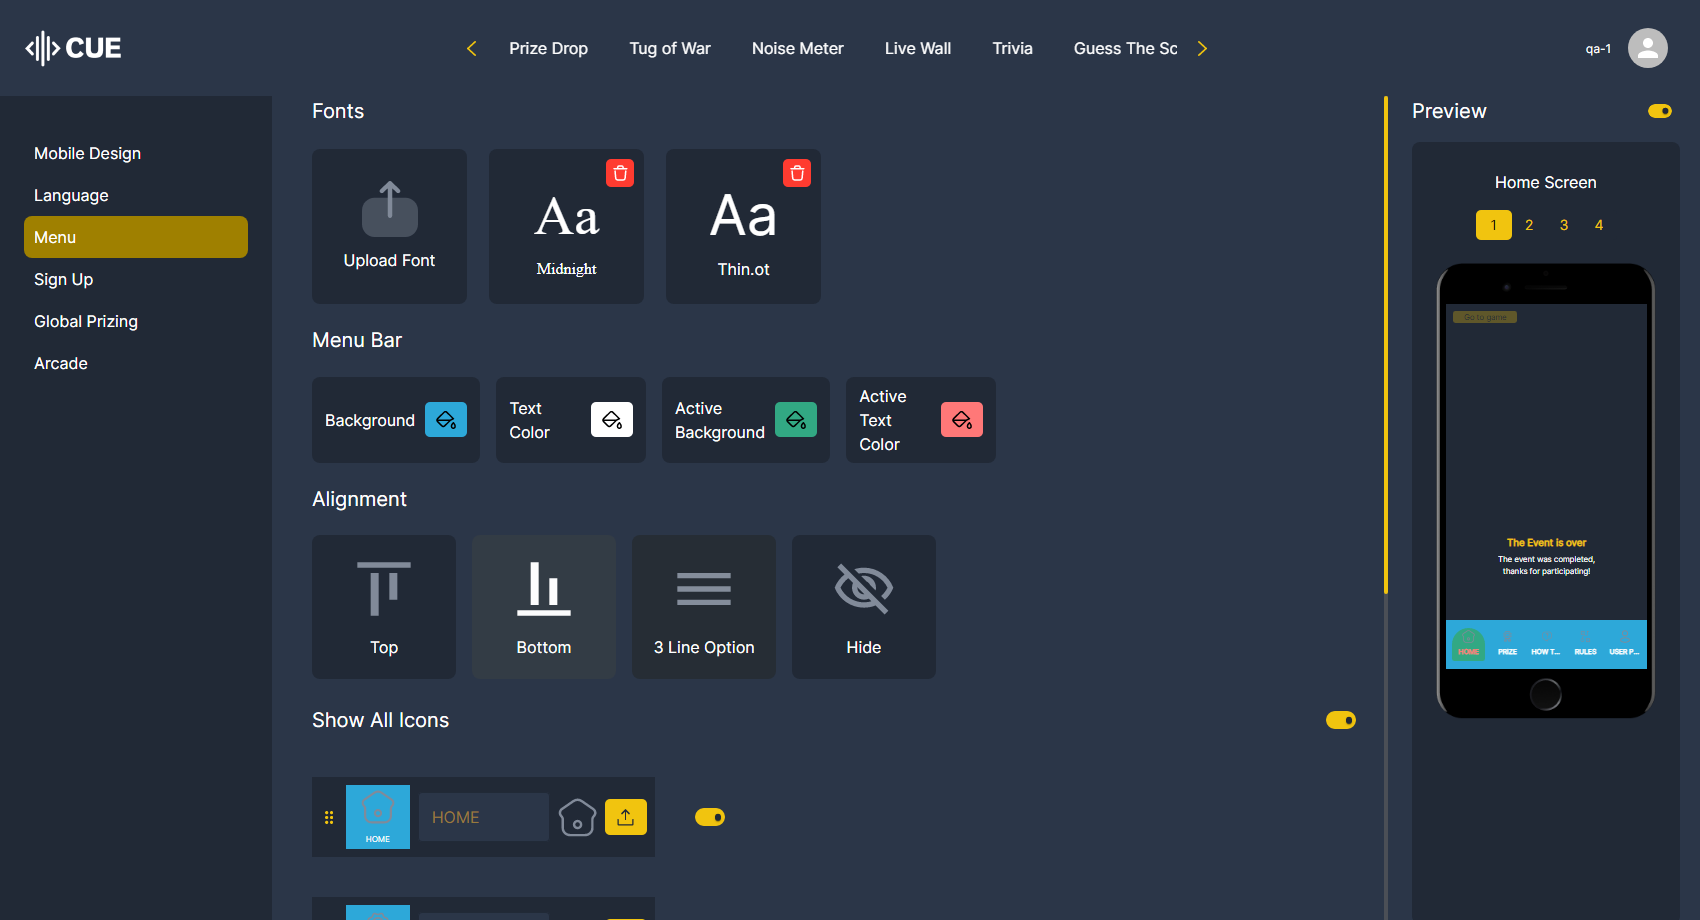 CUE
Prize Drop
Tug of War
Noise Meter
Live Wall
Trivia
Guess The Sc
qa-1
Mobile Design
Language
Menu
Sign Up
Global Prizing
Arcade
Fonts
Upload Font
Aa
Midnight
Aa
Thin.ot
Menu Bar
Background
Text
Color
Active
Background
Active
Text
Color
Alignment
Top
Bottom
3 Line Option
Hide
Show All Icons
HOME
HOME
Preview
Home Screen
1 2 3 4
Go to game
The Event is over
The event was completed,
thanks for participating!
HOME
PRIZE
HOW T...
RULES
USER P...